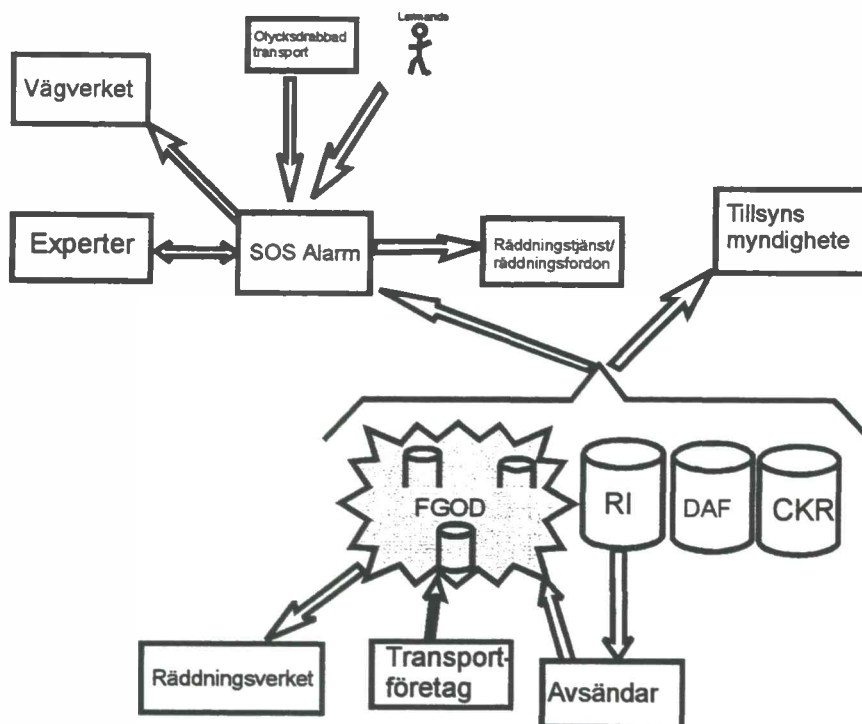 Olycksdrabbad
transport
Vägverket
Experter
SOS Alarm
Räddningstjänst/
räddningsfordon
Tillsyns
myndighete
FGOD
RI
DAF
CKR
Räddningsverket
Transport-
företag
Avsändar